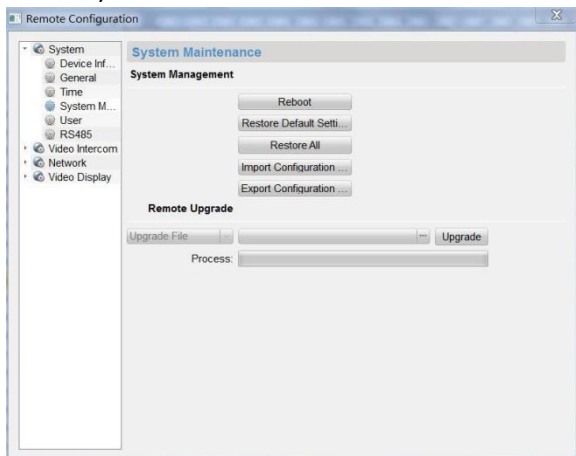 Remote Configuration
System
Device Inf...
General
Time
System M...
User
RS485
Video Intercom
Network
Video Display
System Maintenance
System Management
Reboot
Restore Default Setti...
Restore All
Import Configuration ...
Export Configuration ...
Remote Upgrade
Upgrade File
... Upgrade
Process: